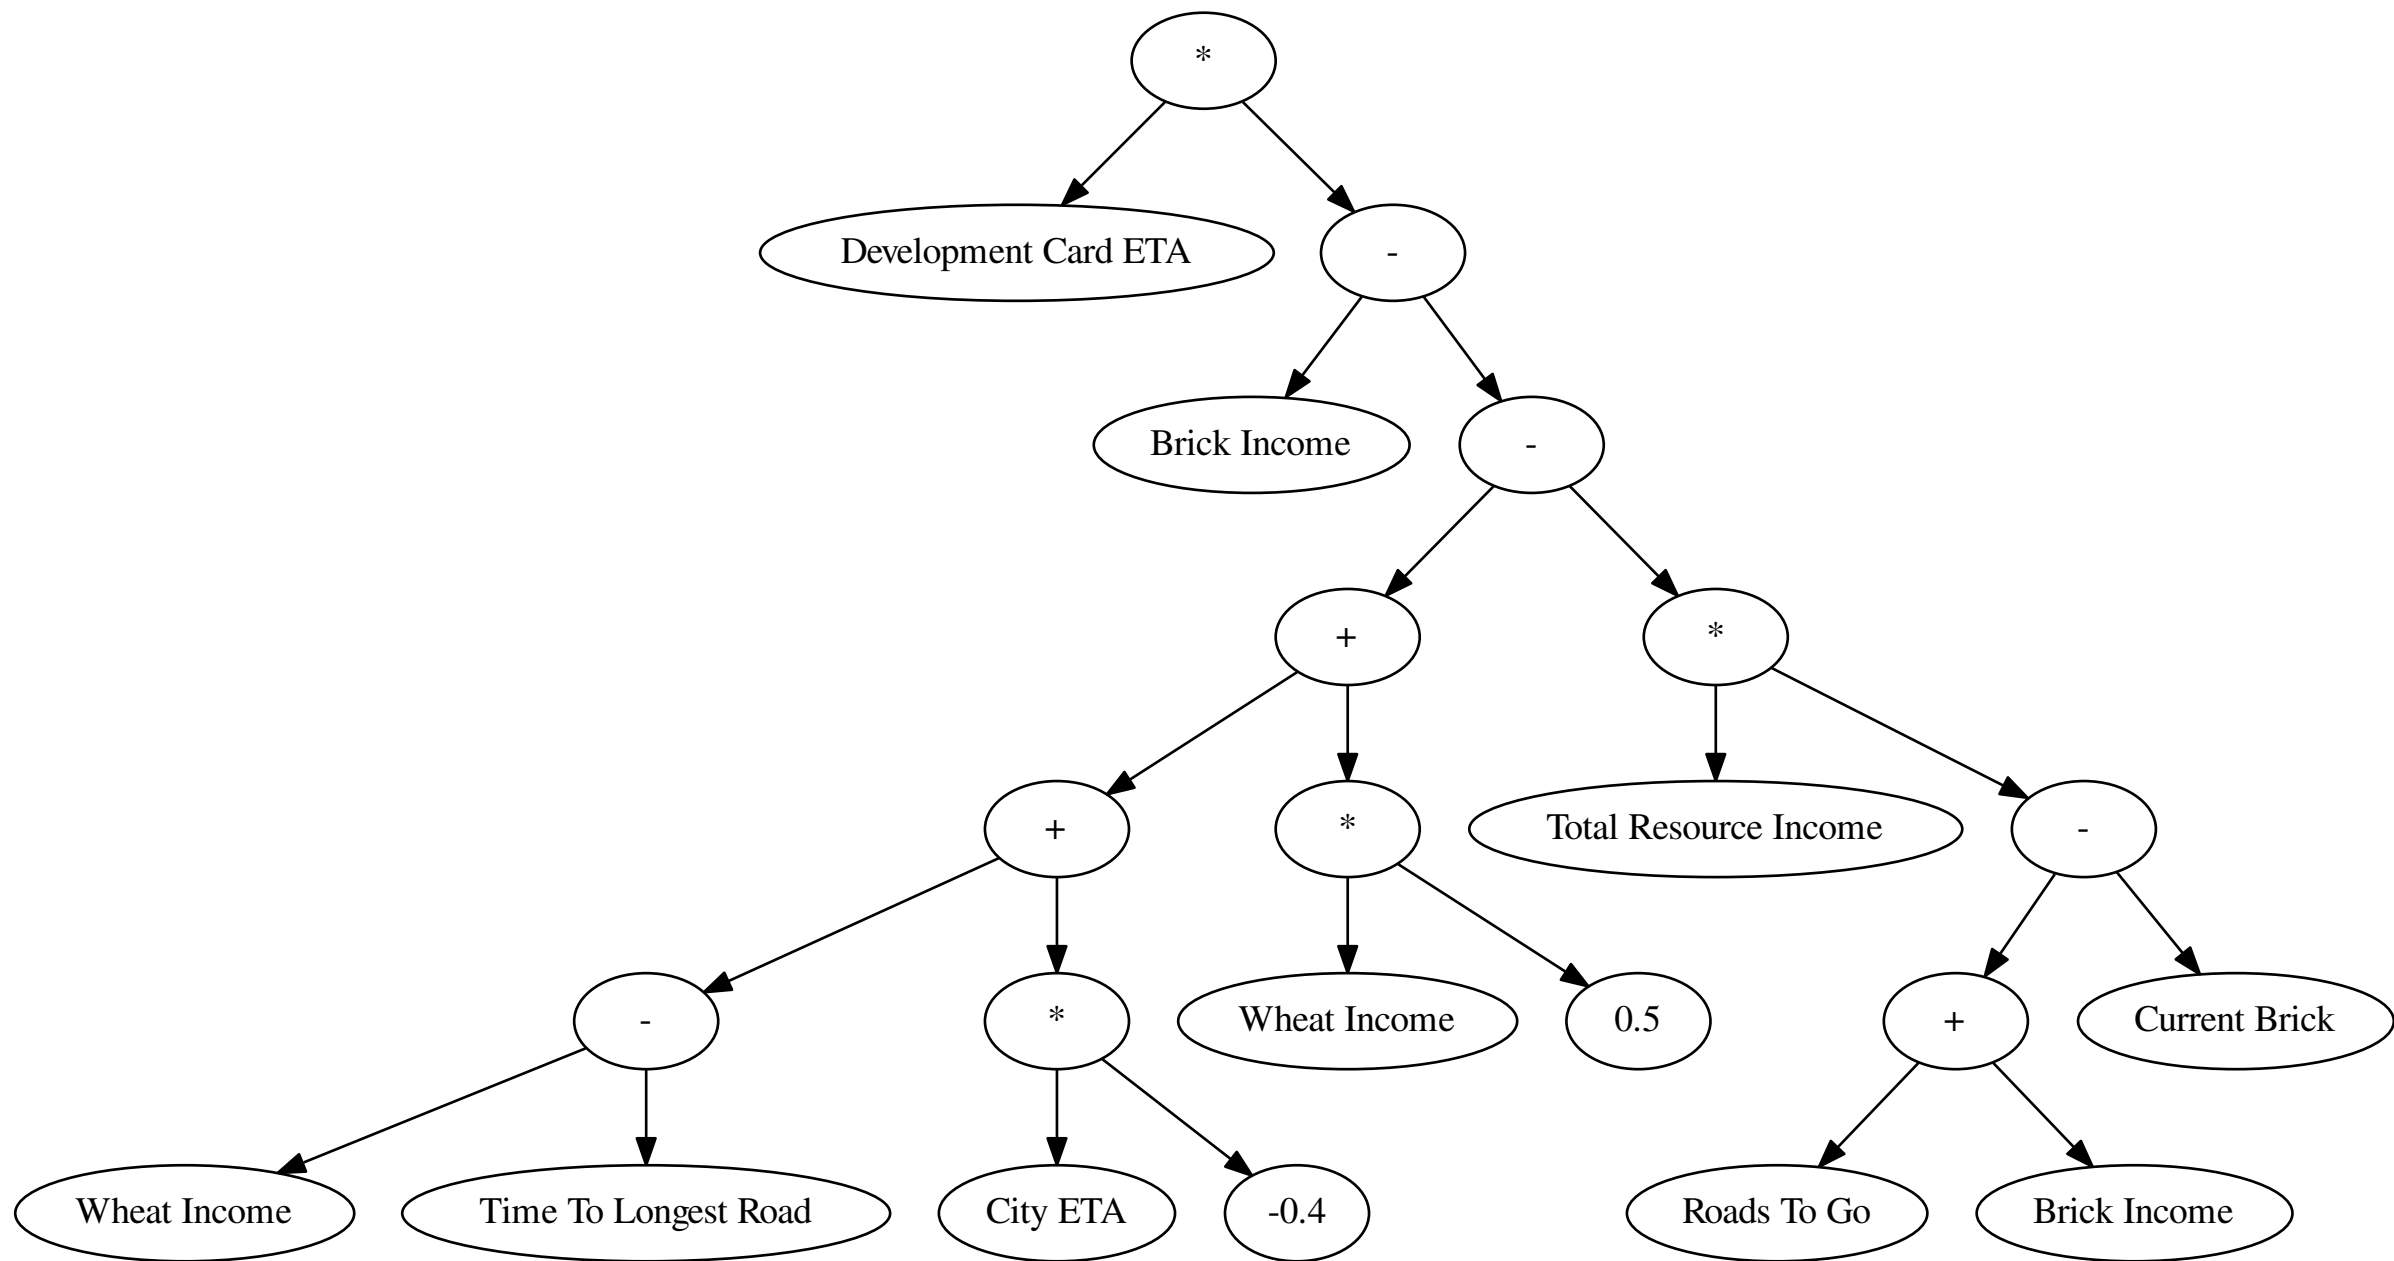 *
Development Card ETA
-
Brick Income
-
+
*
+
*
Total Resource Income
-
-
*
Wheat Income
0.5
+
Current Brick
Wheat Income
Time To Longest Road
City ETA
-0.4
Roads To Go
Brick Income